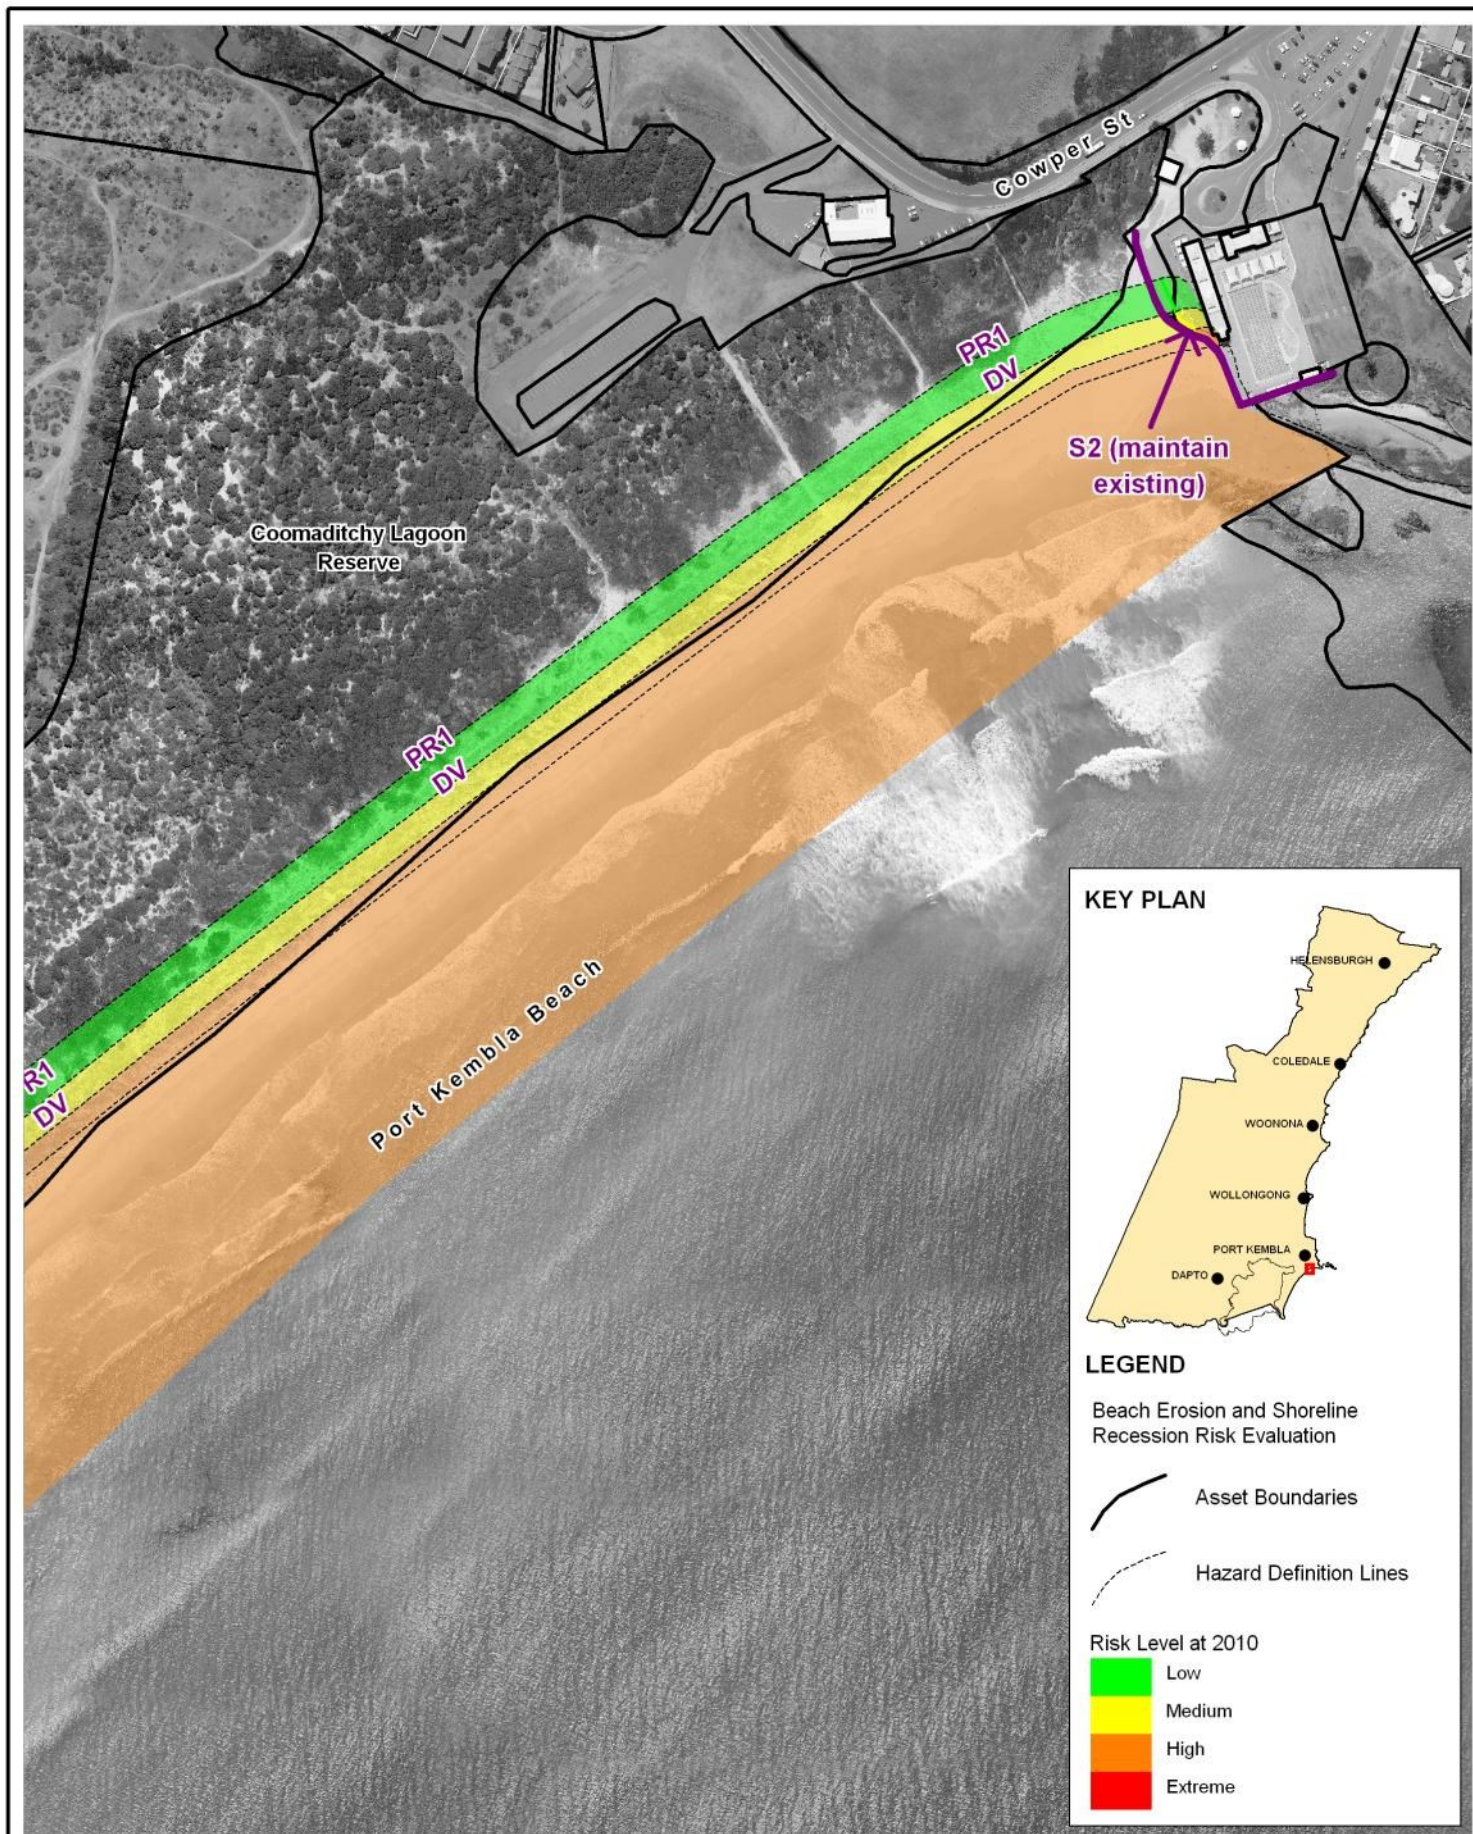 Cowper St
PR1
DV
S2 (maintain
existing)
Coomaditchy Lagoon
Reserve
PR1
DV
R1
DV
Port Kembla Beach
KEY PLAN
HELENSBURGH
COLEDALE
WOONONA
WOLLONGONG
PORT KEMBLA
DAPTO
LEGEND
Beach Erosion and Shoreline
Recession Risk Evaluation
Asset Boundaries
Hazard Definition Lines
Risk Level at 2010
Low
Medium
High
Extreme